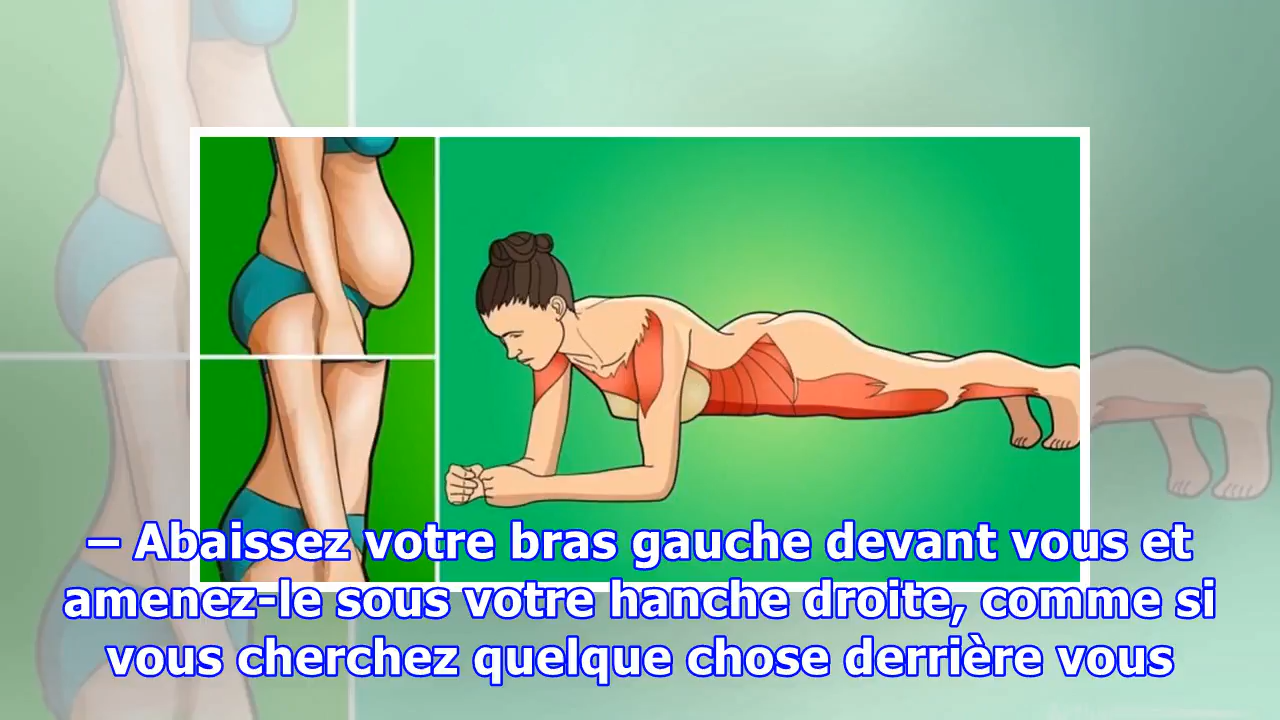 – Abaissez votre bras gauche devant vous et
amenez-le sous votre hanche droite, comme si
vous cherchez quelque chose derrière vous